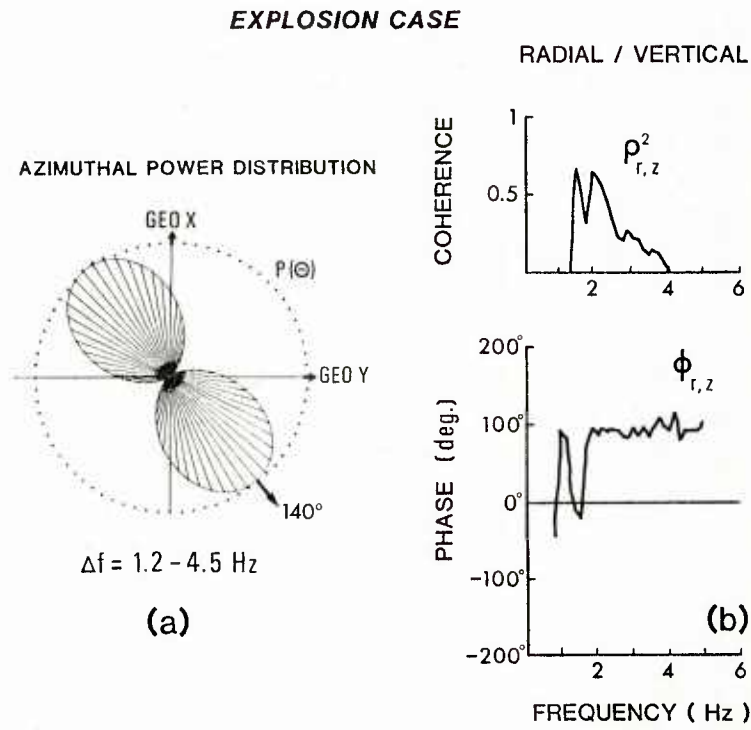 EXPLOSION CASE
RADIAL / VERTICAL
AZIMUTHAL POWER DISTRIBUTION
GEO X
P(Θ)
GEO Y
140°
Δf = 1.2 – 4.5 Hz
(a)
COHERENCE
1
0.5
ρ²r,z
2
4
6
PHASE (deg.)
200°
100°
0°
-100°
-200°
ϕr,z
(b)
2
4
6
FREQUENCY ( Hz )